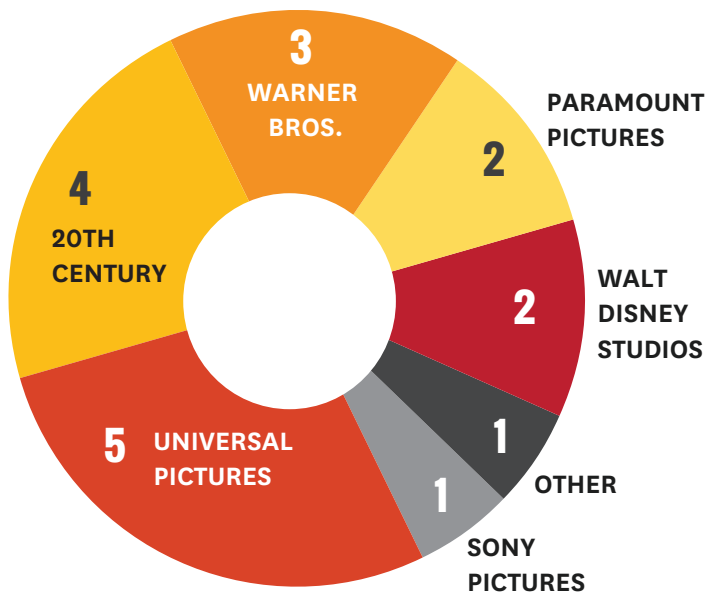 3
WARNER
BROS.
2
PARAMOUNT
PICTURES
4
20TH
CENTURY
2
WALT
DISNEY
STUDIOS
5
UNIVERSAL
PICTURES
1
OTHER
1
SONY
PICTURES